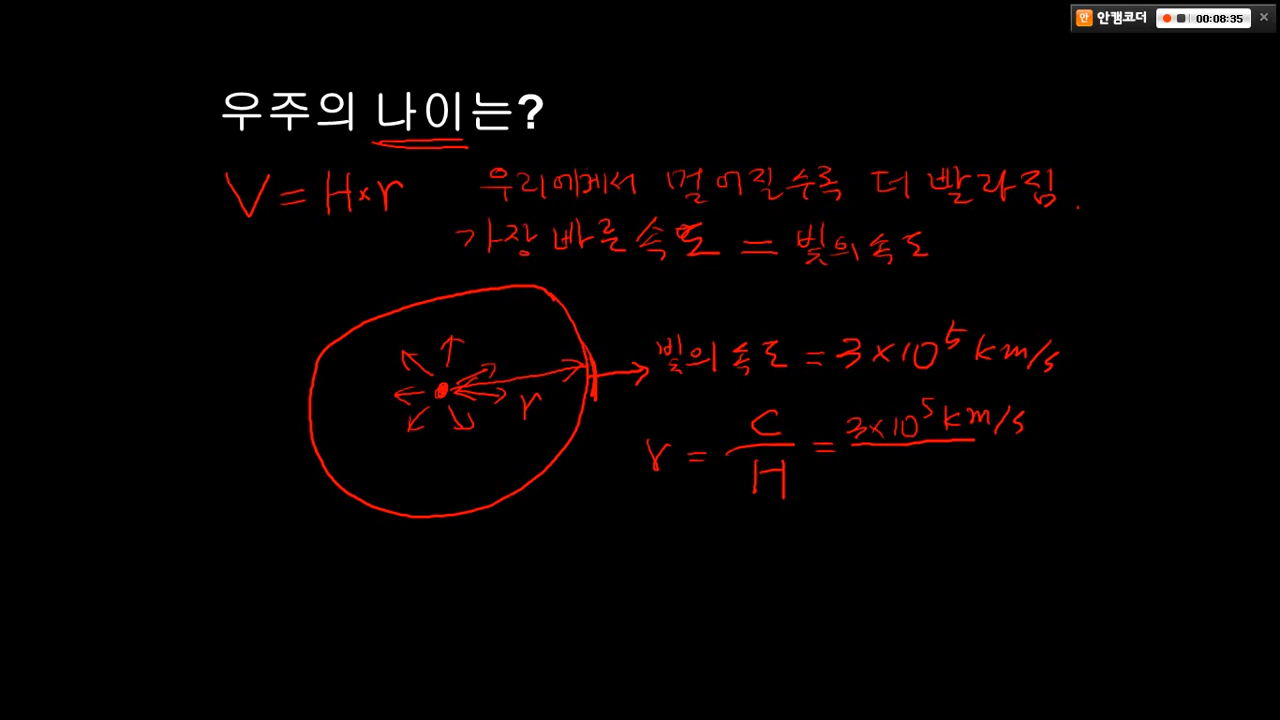 안캠코더 00:08:35
우주의 나이는?
V = H×r 우리에게서 멀어질수록 더 빨라짐.
가장 빠른 속도 = 빛의 속도
빛의 속도 = 3×10⁵ km/s
r
r = C/H = 3×10⁵ km/s